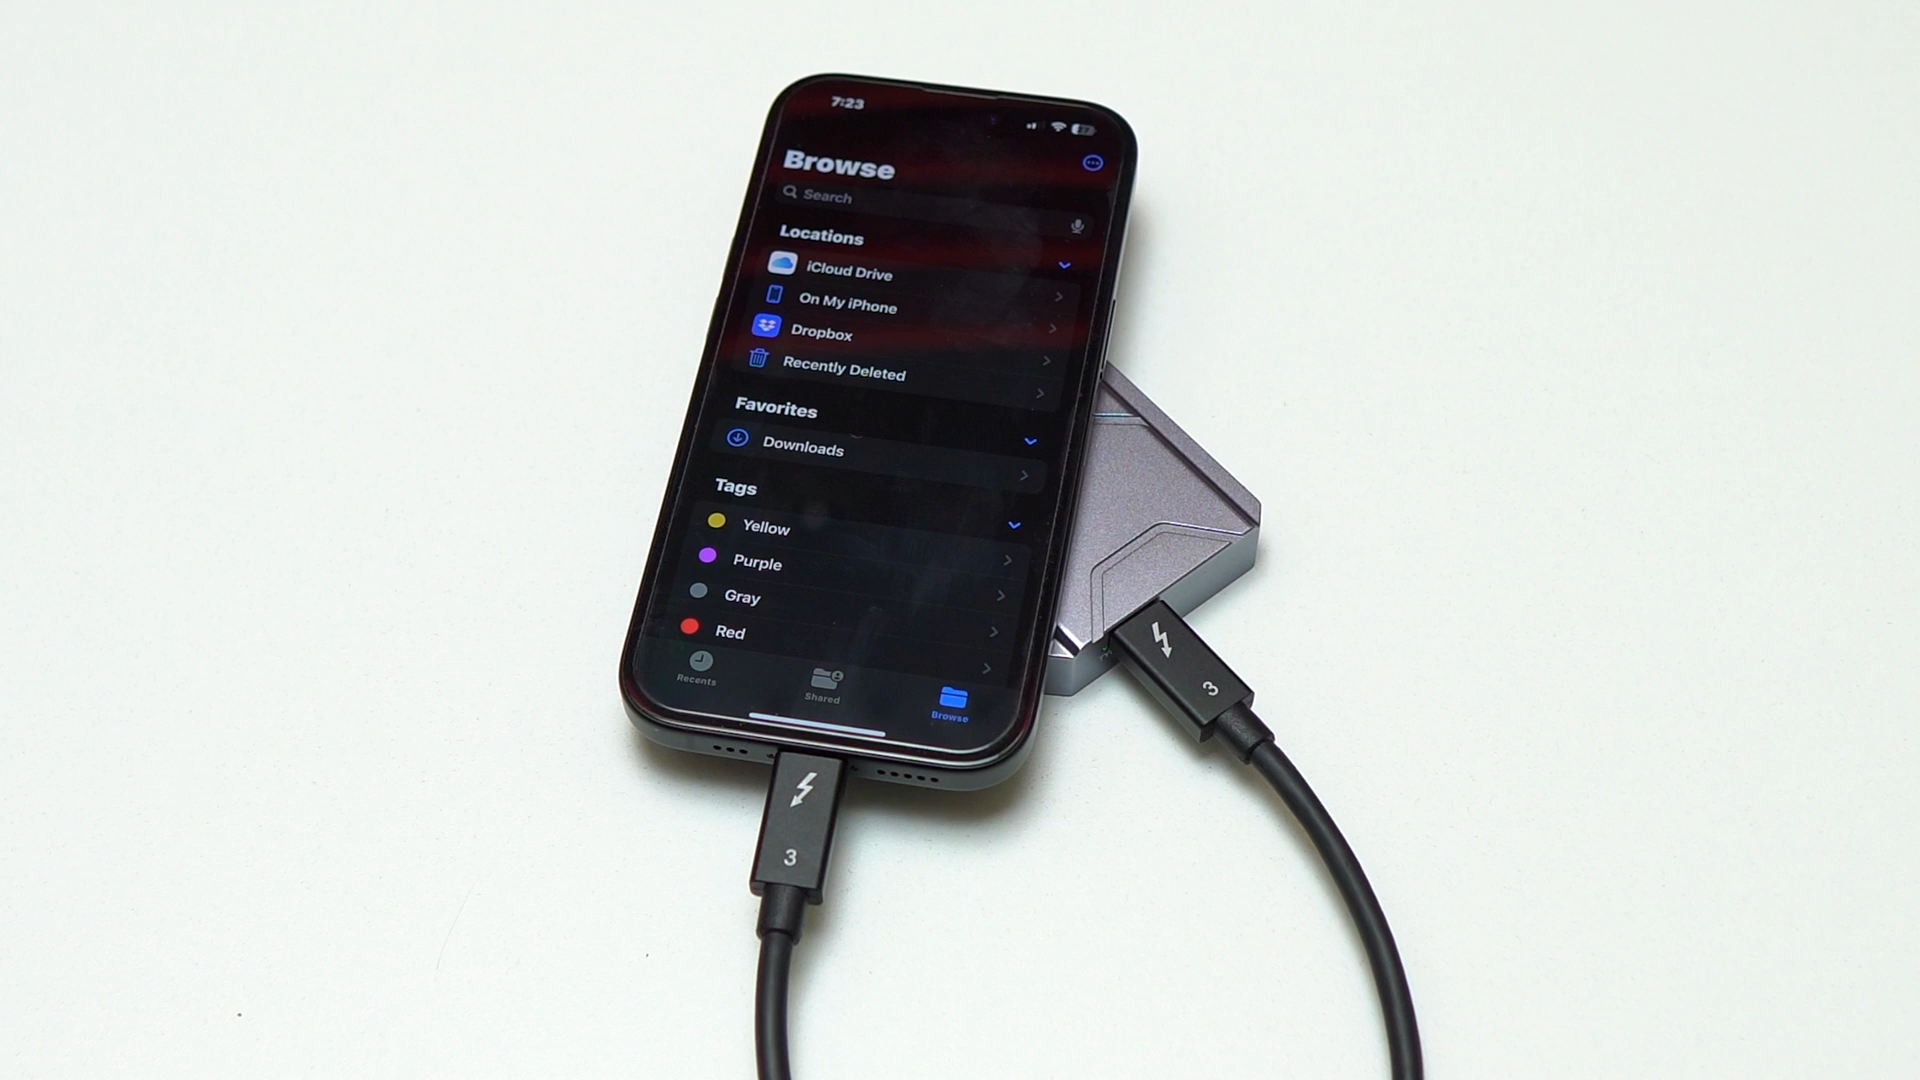 7:23
27
Browse
Search
Locations
iCloud Drive
On My iPhone
Dropbox
Recently Deleted
Favorites
Downloads
Tags
Yellow
Purple
Gray
Red
Recents
Shared
Browse
3
3